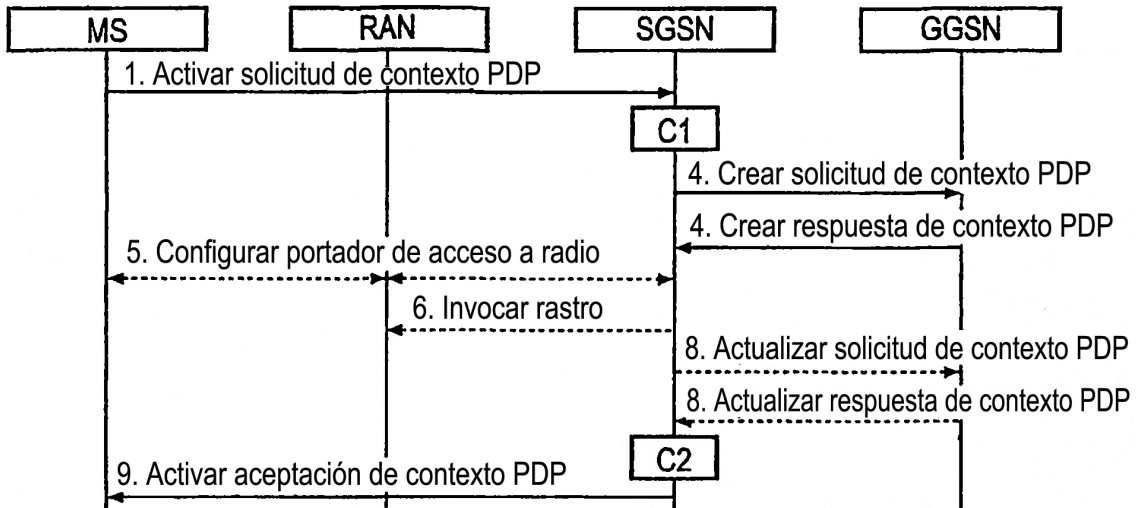 MS
RAN
SGSN
GGSN
1. Activar solicitud de contexto PDP
C1
4. Crear solicitud de contexto PDP
4. Crear respuesta de contexto PDP
5. Configurar portador de acceso a radio
6. Invocar rastro
8. Actualizar solicitud de contexto PDP
8. Actualizar respuesta de contexto PDP
C2
9. Activar aceptación de contexto PDP